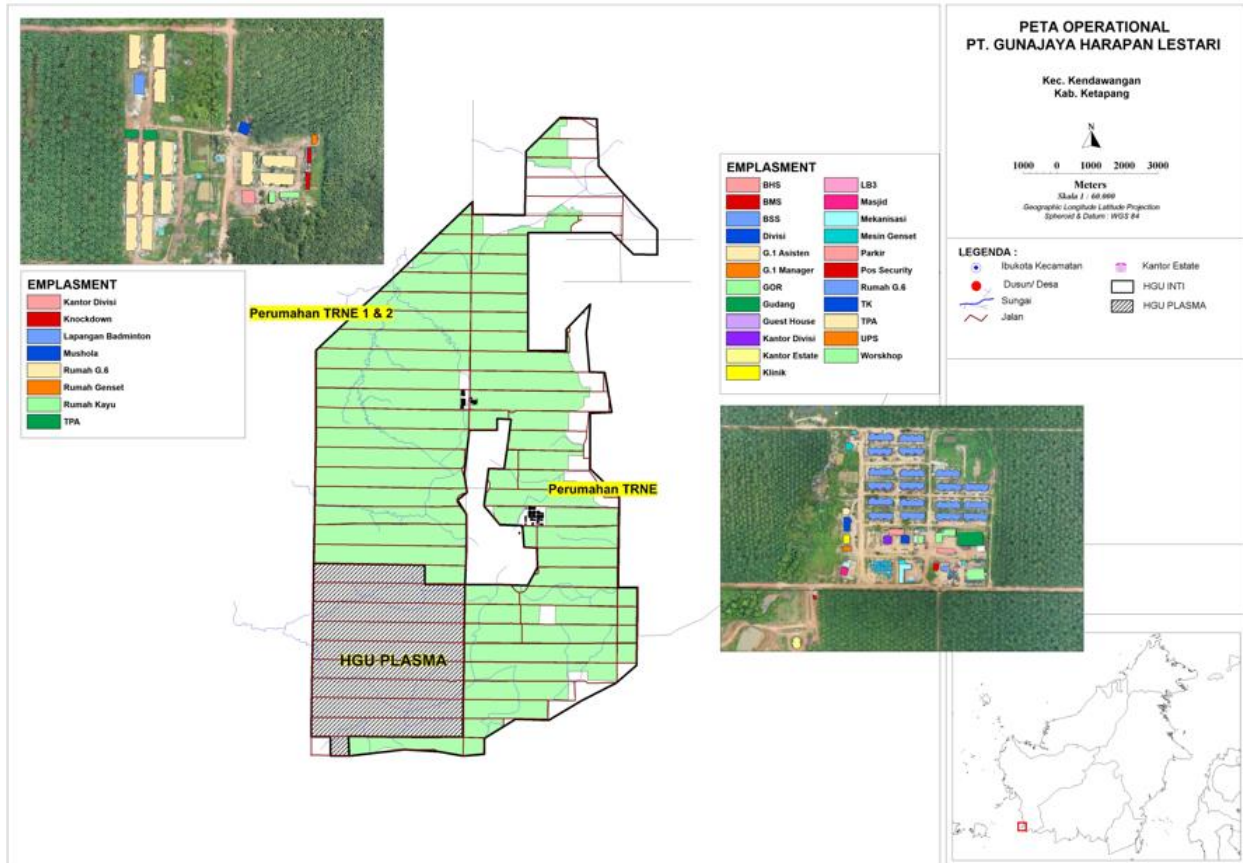 PETA OPERATIONAL
PT. GUNAJAYA HARAPAN LESTARI
Kec. Kendawangan
Kab. Ketapang
N
1000 0 1000 2000 3000
Meters
Skala 1 : 60.000
Geographic Longitude Latitude Projection
Spheroid & Datum : WGS 84
LEGENDA :
Ibukota Kecamatan
Dusun/ Desa
Sungai
Jalan
Kantor Estate
HGU INTI
HGU PLASMA
EMPLASMENT
Kantor Divisi
Knockdown
Lapangan Badminton
Mushola
Rumah G.6
Rumah Genset
Rumah Kayu
TPA
Perumahan TRNE 1 & 2
Perumahan TRNE
HGU PLASMA
EMPLASMENT
BHS
BMS
BSS
Divisi
G.1 Asisten
G.1 Manager
GOR
Gudang
Guest House
Kantor Divisi
Kantor Estate
Klinik
LB3
Masjid
Mekanisasi
Mesin Genset
Parkir
Pos Security
Rumah G.6
TK
TPA
UPS
Worskhop